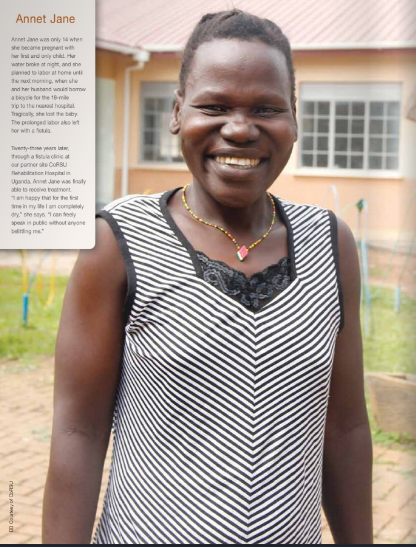 Annet Jane
Annet Jane was only 14 when
she became pregnant with
her first and only child. Her
water broke at night, and she
planned to labor at home until
the next morning, when she
and her husband would borrow
a bicycle for the 19-mile
trip to the nearest hospital.
Tragically, she lost the baby.
The prolonged labor also left
her with a fistula.
Twenty-three years later,
through a fistula clinic at
our partner site CoRSU
Rehabilitation Hospital in
Uganda, Annet Jane was finally
able to receive treatment.
"I am happy that for the first
time in my life I am completely
dry," she says. "I can freely
speak in public without anyone
belittling me."
Courtesy of CoRSU